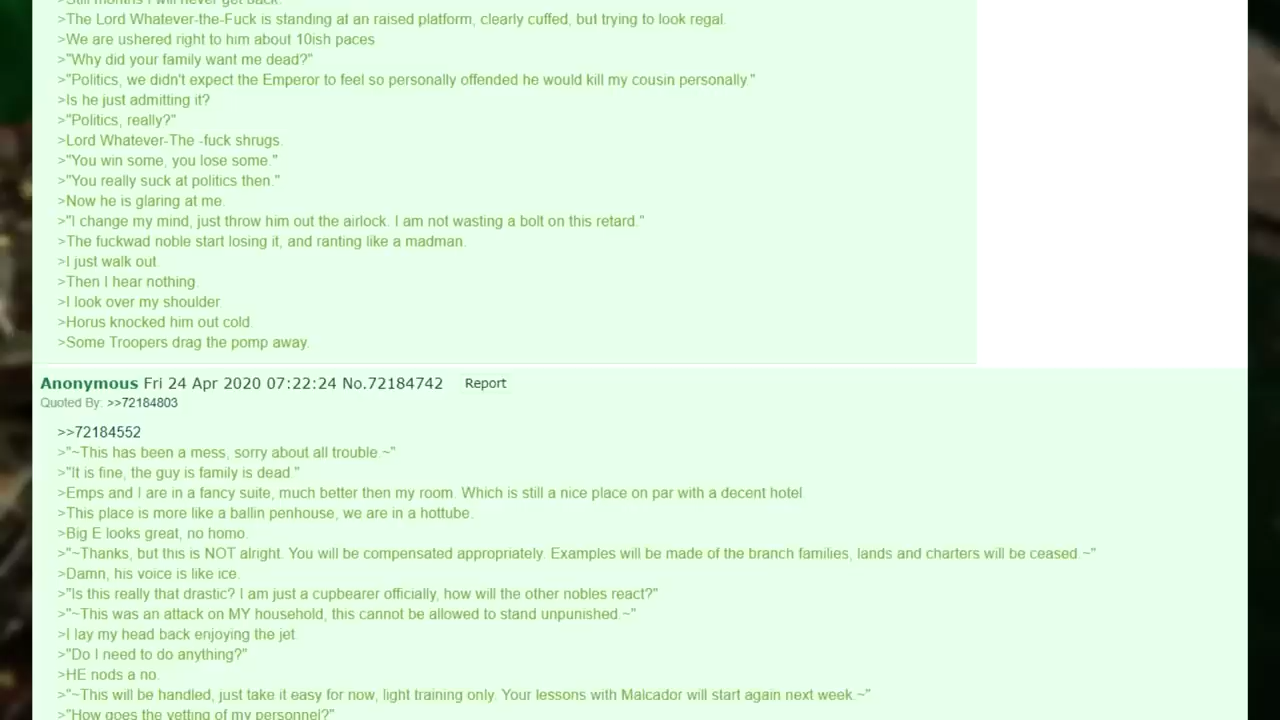 >Still months I will never get back.
>The Lord Whatever-the-Fuck is standing at an raised platform, clearly cuffed, but trying to look regal.
>We are ushered right to him about 10ish paces
>"Why did your family want me dead?"
>"Politics, we didn't expect the Emperor to feel so personally offended he would kill my cousin personally."
>Is he just admitting it?
>"Politics, really?"
>Lord Whatever-The -fuck shrugs.
>"You win some, you lose some."
>"You really suck at politics then."
>Now he is glaring at me.
>"I change my mind, just throw him out the airlock. I am not wasting a bolt on this retard."
>The fuckwad noble start losing it, and ranting like a madman.
>I just walk out.
>Then I hear nothing.
>I look over my shoulder.
>Horus knocked him out cold.
>Some Troopers drag the pomp away.
Anonymous Fri 24 Apr 2020 07:22:24 No.72184742 Report
Quoted By: >>72184803
>>72184552
>"~This has been a mess, sorry about all trouble.~"
>"It is fine, the guy is family is dead."
>Emps and I are in a fancy suite, much better then my room. Which is still a nice place on par with a decent hotel.
>This place is more like a ballin penhouse, we are in a hottube.
>Big E looks great, no homo.
>"~Thanks, but this is NOT alright. You will be compensated appropriately. Examples will be made of the branch families, lands and charters will be ceased.~"
>Damn, his voice is like ice.
>"Is this really that drastic? I am just a cupbearer officially, how will the other nobles react?"
>"~This was an attack on MY household, this cannot be allowed to stand unpunished.~"
>I lay my head back enjoying the jet.
>"Do I need to do anything?"
>HE nods a no.
>"~This will be handled, just take it easy for now, light training only. Your lessons with Malcador will start again next week.~"
>"How goes the vetting of my personnel?"